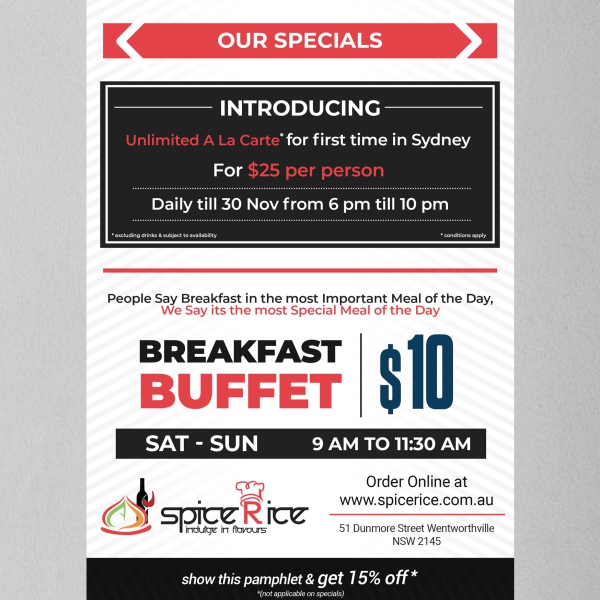 OUR SPECIALS
INTRODUCING
Unlimited A La Carte* for first time in Sydney
For $25 per person
Daily till 30 Nov from 6 pm till 10 pm
* excluding drinks & subject to availability
* conditions apply
People Say Breakfast in the most Important Meal of the Day,
We Say its the most Special Meal of the Day
BREAKFAST
BUFFET
$10
SAT - SUN
9 AM TO 11:30 AM
spice Rice
indulge in flavours
Order Online at
www.spicerice.com.au
51 Dunmore Street Wentworthville
NSW 2145
show this pamphlet & get 15% off*
*(not applicable on specials)